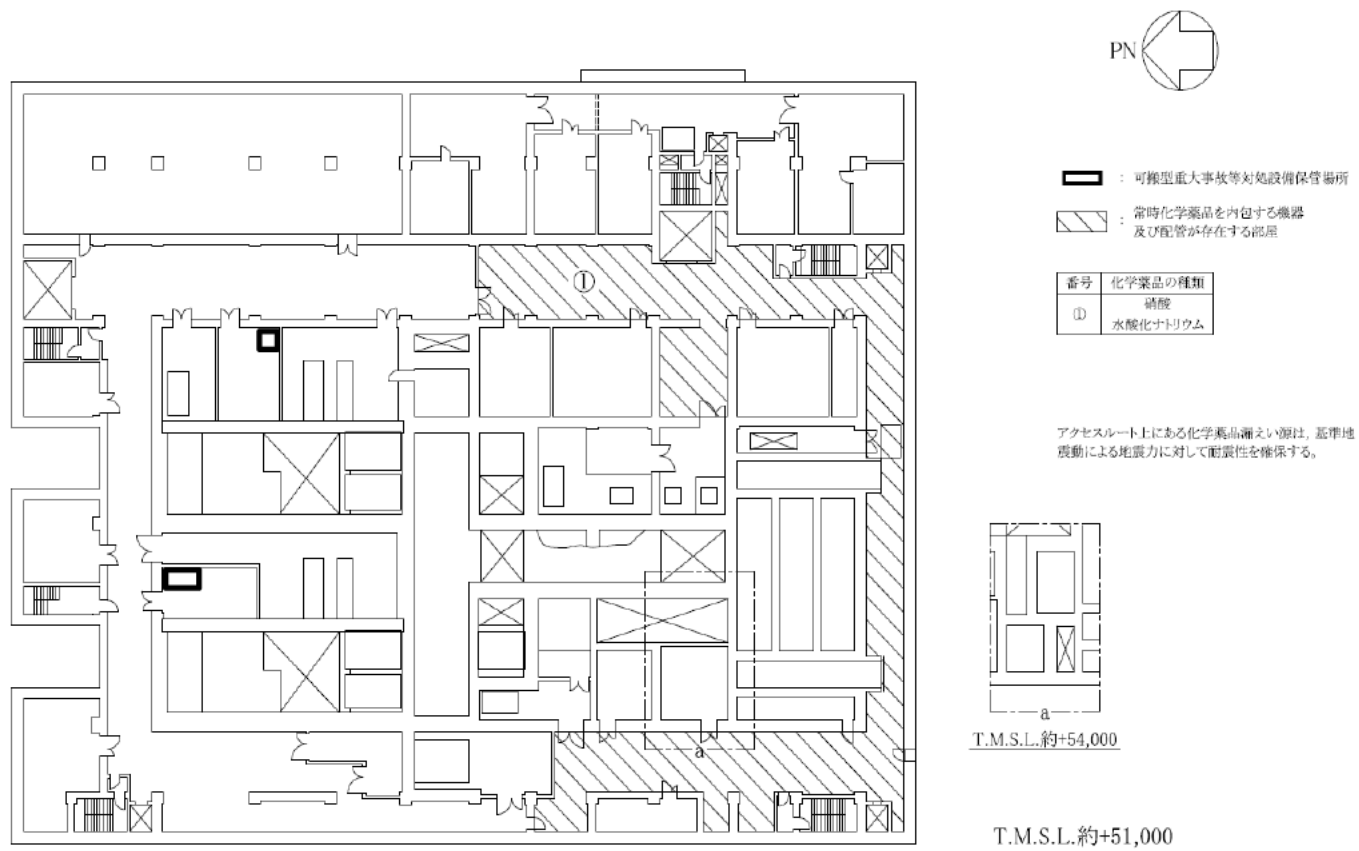 PN
： 可搬型重大事故等対処設備保管場所
： 常時化学薬品を内包する機器
及び配管が存在する部屋
番号 化学薬品の種類
① 硝酸
水酸化ナトリウム
①
アクセスルート上にある化学薬品漏えい源は，基準地
震動による地震力に対して耐震性を確保する。
a
a
T.M.S.L.約+54,000
T.M.S.L.約+51,000